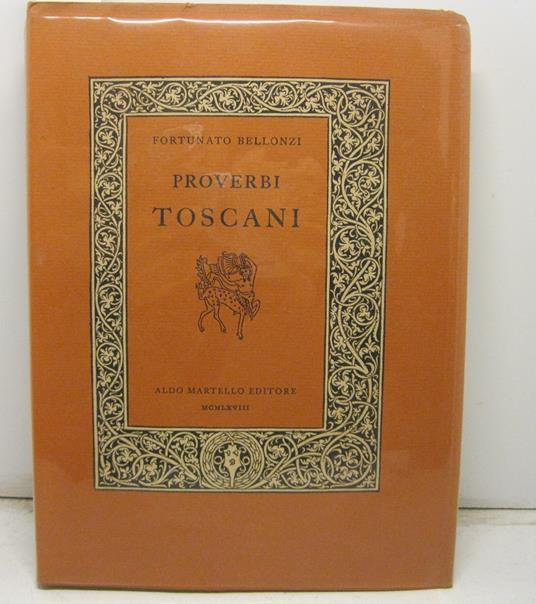 FORTUNATO BELLONZI
PROVERBI
TOSCANI
ALDO MARTELLO EDITORE
MCMLXVIII